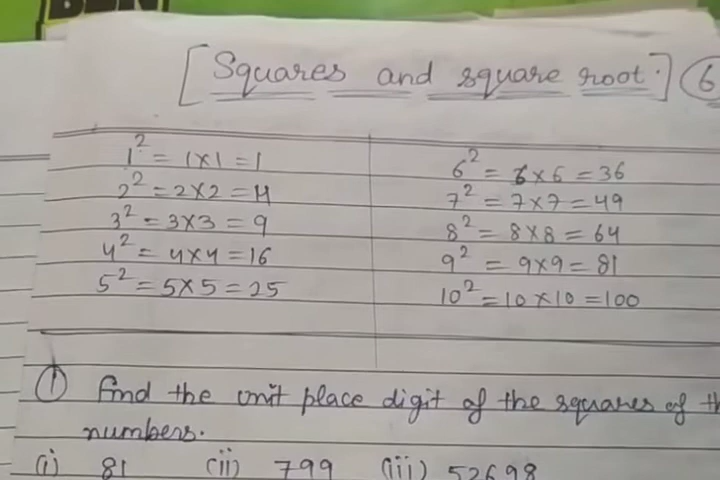 [Squares and square root.] 6
1² = 1×1 = 1
2² = 2×2 = 4
3² = 3×3 = 9
4² = 4×4 = 16
5² = 5×5 = 25
6² = 6×6 = 36
7² = 7×7 = 49
8² = 8×8 = 64
9² = 9×9 = 81
10² = 10×10 = 100
① Find the unit place digit of the squares of th
numbers.
(i) 81 (ii) 799 (iii) 52698